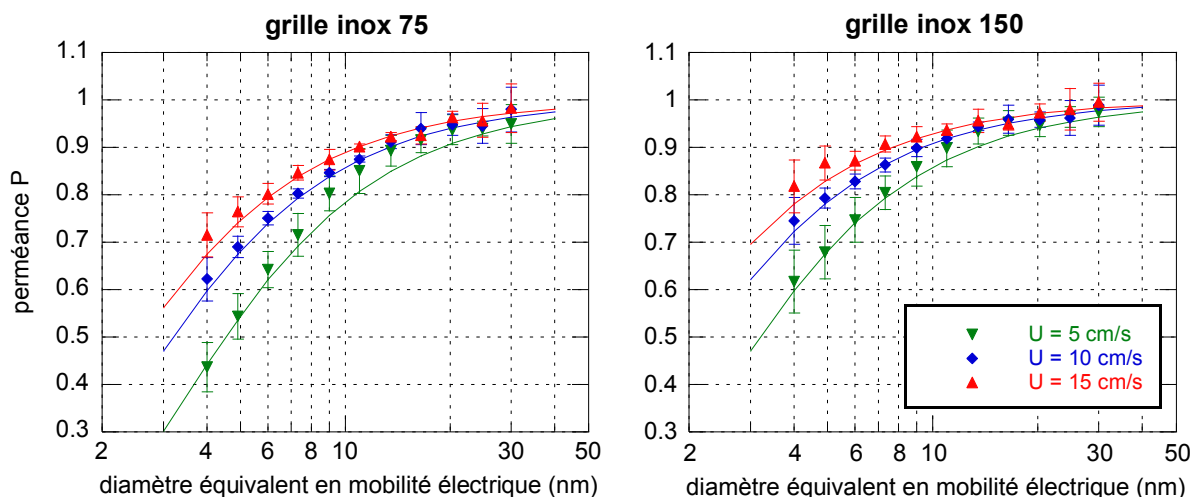 grille inox 75
1.1
1
0.9
0.8
0.7
0.6
0.5
0.4
0.3
perméance P
2 4 6 8 10 30 50
diamètre équivalent en mobilité électrique (nm)
grille inox 150
1.1
1
0.9
0.8
0.7
0.6
0.5
0.4
0.3
2 4 6 8 10 30 50
diamètre équivalent en mobilité électrique (nm)
U = 5 cm/s
U = 10 cm/s
U = 15 cm/s